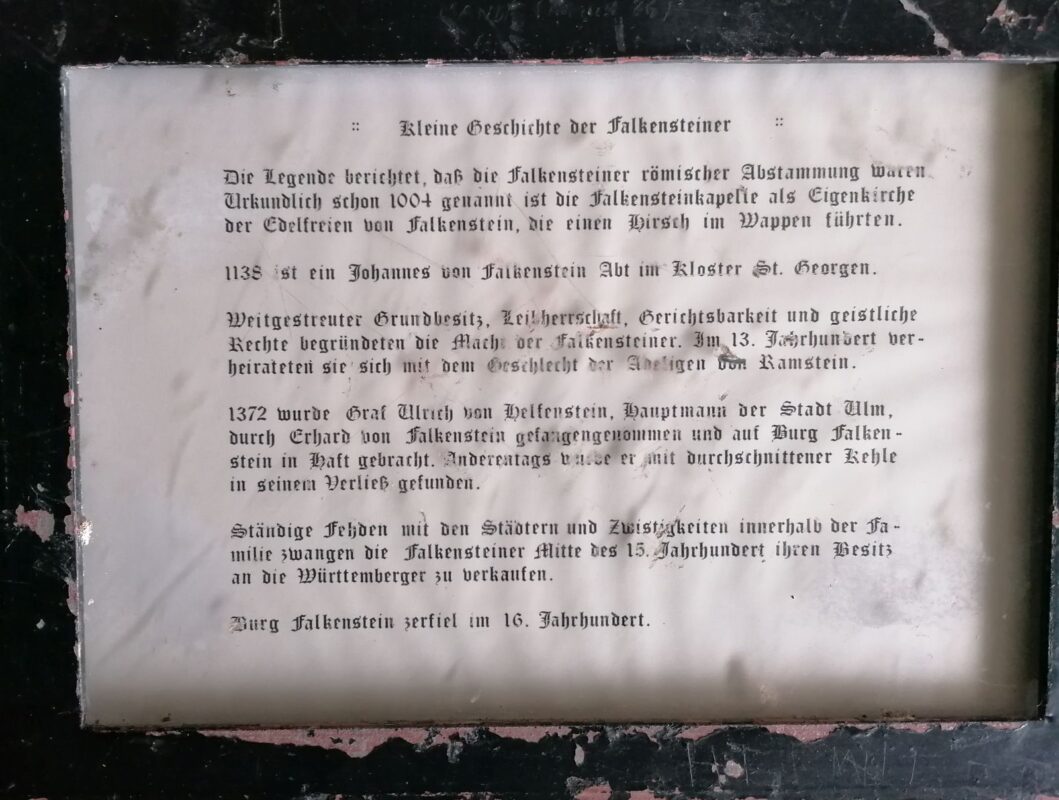 :: Kleine Geschichte der Falkensteiner ::
Die Legende berichtet, daß die Falkensteiner römischer Abstammung waren
Urkundlich schon 1004 genannt ist die Falkensteinkapelle als Eigenkirche
der Edelfreien von Falkenstein, die einen Hirsch im Wappen führten.
1138 ist ein Johannes von Falkenstein Abt im Kloster St. Georgen.
Weitgestreuter Grundbesitz, Leibherrschaft, Gerichtsbarkeit und geistliche
Rechte begründeten die Macht der Falkensteiner. Im 13. Jahrhundert ver-
heirateten sie sich mit dem Geschlecht der Adeligen von Ramstein.
1372 wurde Graf Ulrich von Helfenstein, Hauptmann der Stadt Ulm,
durch Erhard von Falkenstein gefangengenommen und auf Burg Falken-
stein in Haft gebracht. Anderentags wurde er mit durchschnittener Kehle
in seinem Verließ gefunden.
Ständige Fehden mit den Städtern und Zwistigkeiten innerhalb der Fa-
milie zwangen die Falkensteiner Mitte des 15. Jahrhundert ihren Besitz
an die Württemberger zu verkaufen.
Burg Falkenstein zerfiel im 16. Jahrhundert.